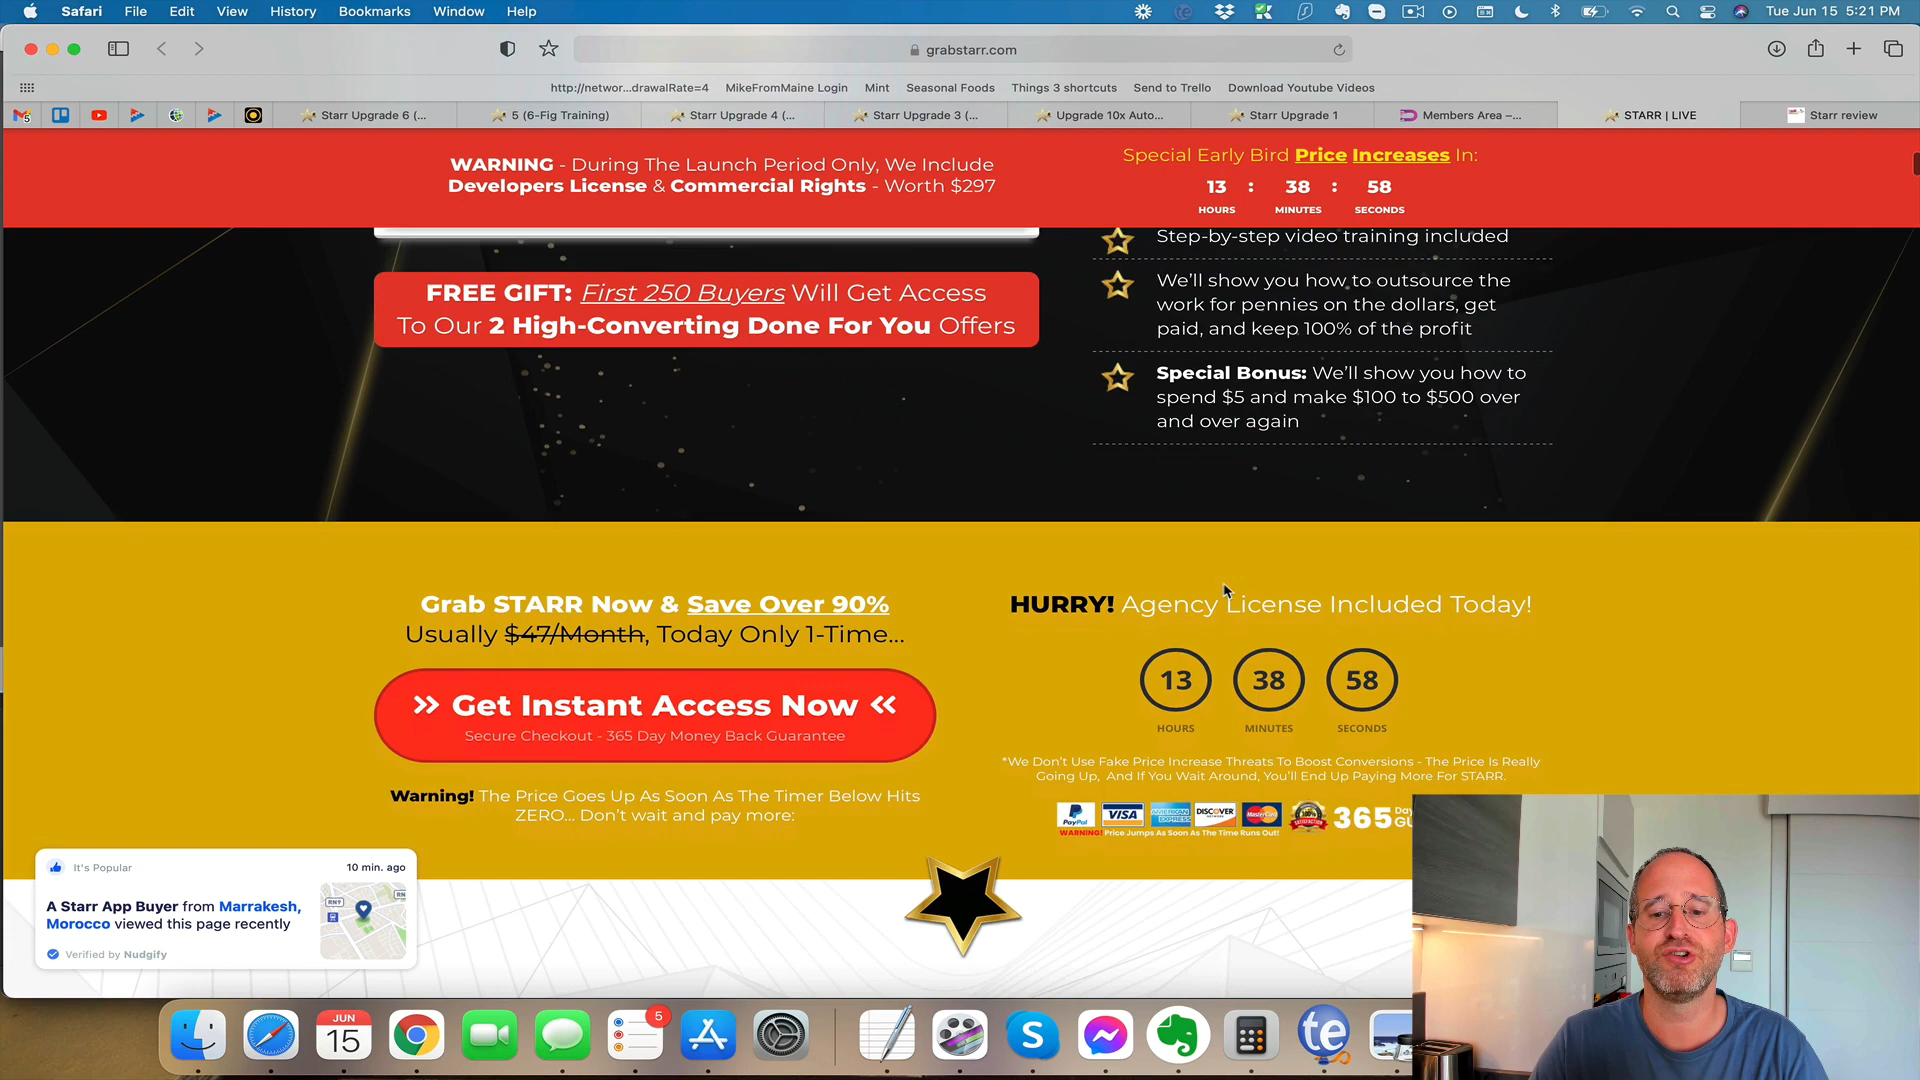 Safari File Edit View History Bookmarks Window Help
Tue Jun 15 5:21 PM
grabstarr.com
http://networ...drawalRate=4 MikeFromMaine Login Mint Seasonal Foods Things 3 shortcuts Send to Trello Download Youtube Videos
Starr Upgrade 6 (... 5 (6-Fig Training) Starr Upgrade 4 (... Starr Upgrade 3 (... Upgrade 10x Auto... Starr Upgrade 1 Members Area –... STARR | LIVE Starr review
WARNING - During The Launch Period Only, We Include
Developers License & Commercial Rights - Worth $297
Special Early Bird Price Increases In:
13 : 38 : 58
HOURS MINUTES SECONDS
FREE GIFT: First 250 Buyers Will Get Access
To Our 2 High-Converting Done For You Offers
Step-by-step video training included
We'll show you how to outsource the
work for pennies on the dollars, get
paid, and keep 100% of the profit
Special Bonus: We'll show you how to
spend $5 and make $100 to $500 over
and over again
Grab STARR Now & Save Over 90%
Usually $47/Month, Today Only 1-Time...
>> Get Instant Access Now <<
Secure Checkout - 365 Day Money Back Guarantee
Warning! The Price Goes Up As Soon As The Timer Below Hits
ZERO... Don't wait and pay more:
HURRY! Agency License Included Today!
13 38 58
HOURS MINUTES SECONDS
*We Don't Use Fake Price Increase Threats To Boost Conversions - The Price Is Really
Going Up, And If You Wait Around, You'll End Up Paying More For STARR.
PayPal VISA AMERICAN EXPRESS DISCOVER MasterCard SATISFACTION 365 Da
GU
WARNING! Price Jumps As Soon As The Time Runs Out!
It's Popular
10 min. ago
A Starr App Buyer from Marrakesh,
Morocco viewed this page recently
Verified by Nudgify
RN9
RN
JUN
15
5
S
te